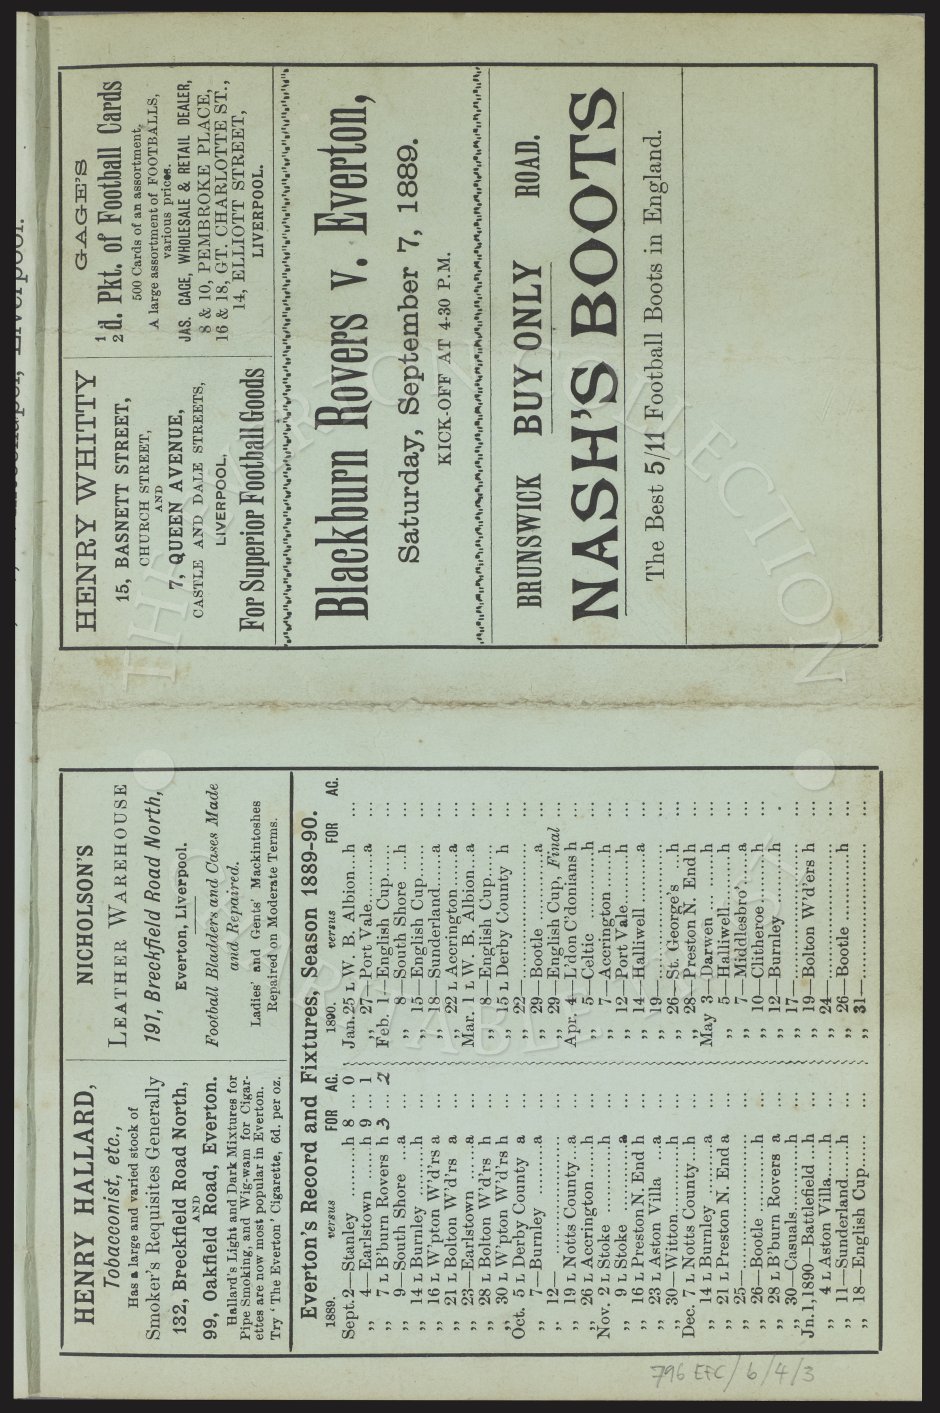 HENRY HALLARD,
Tobacconist, etc.,
Has a large and varied stock of
Smoker's Requisites Generally
132, Breckfield Road North,
AND
99, Oakfield Road, Everton.
Hallard's Light and Dark Mixtures for
Pipe Smoking, and Wig-wam for Cigar-
ettes are now most popular in Everton.
Try 'The Everton' Cigarette, 6d. per oz.
NICHOLSON'S
LEATHER WAREHOUSE
191, Breckfield Road North,
Everton, Liverpool.
Football Bladders and Cases Made
and Repaired.
Ladies' and Gents' Mackintoshes
Repaired on Moderate Terms.
Everton's Record and Fixtures, Season 1889-90.
1889. versus FOR AG.
Sept. 2—Stanley ..........h 8 ... 0
,, 4—Earlstown ......h 9 ... 1
,, 7 L B'burn Rovers h 3 ... 2
,, 9—South Shore ...a ...
,, 14 L Burnley .........h ...
,, 16 L W'pton W'd'rs a ...
,, 21 L Bolton W'd'rs a ...
,, 23—Earlstown ......a ...
,, 28 L Bolton W'd'rs h ...
,, 30 L W'pton W'd'rs h ...
Oct. 5 L Derby County a ...
,, 7—Burnley .........a ...
,, 12—..................... ...
,, 19 L Notts County...a ...
,, 26 L Accrington......h ...
Nov. 2 L Stoke ............h ...
,, 9 L Stoke ............a ...
,, 16 L Preston N. End h ...
,, 23 L Aston Villa ...a ...
,, 30—Witton............h ...
Dec. 7 L Notts County...h ...
,, 14 L Burnley .........a ...
,, 21 L Preston N. End a ...
,, 25—..................... ...
,, 26—Bootle ............h ...
,, 28 L B'burn Rovers a ...
,, 30—Casuals............h ...
Jn. 1, 1890—Battlefield ...h ...
,, 4 L Aston Villa......h ...
,, 11—Sunderland......h ...
,, 18—English Cup...... ...
1890. versus FOR AG.
Jan. 25 L W. B. Albion...h ...
,, 27—Port Vale.........a ...
Feb. 1—English Cup...... ...
,, 8—South Shore ...h ...
,, 15—English Cup...... ...
,, 18—Sunderland......a ...
,, 22 L Accrington......a ...
Mar. 1 L W. B. Albion...a ...
,, 8—English Cup...... ...
,, 15 L Derby County h ...
,, 22—..................... ...
,, 29—Bootle ............a ...
,, 29—English Cup, Final ...
Apr. 4—L'don C'donians h ...
,, 5—Celtic ............h ...
,, 7—Accrington ......h ...
,, 12—Port Vale.........h ...
,, 14—Halliwell .........a ...
,, 19—..................... ...
,, 26—St. George's ...h ...
,, 28—Preston N. End h ...
May 3—Darwen ............h ...
,, 5—Halliwell.........h ...
,, 7—Middlesbro'......a ...
,, 10—Clitheroe .........h ...
,, 12—Burnley .........h ...
,, 17—..................... ...
,, 19—Bolton W'd'ers h ...
,, 24—..................... ...
,, 26—Bootle ............h ...
,, 31—..................... ...
796 EFC/6/4/3
HENRY WHITTY
15, BASNETT STREET,
CHURCH STREET,
AND
7, QUEEN AVENUE,
CASTLE AND DALE STREETS,
LIVERPOOL,
For Superior Football Goods
GAGE'S
½d. Pkt. of Football Cards
500 Cards of an assortment,
A large assortment of FOOTBALLS,
various prices.
JAS. GAGE, WHOLESALE & RETAIL DEALER,
8 & 10, PEMBROKE PLACE,
16 & 18, GT. CHARLOTTE ST.,
14, ELLIOTT STREET,
LIVERPOOL.
Blackburn Rovers v. Everton,
Saturday, September 7, 1889.
KICK-OFF AT 4-30 P.M.
BRUNSWICK BUY ONLY ROAD.
NASH'S BOOTS
The Best 5/11 Football Boots in England.
THE EVERTON COLLECTION